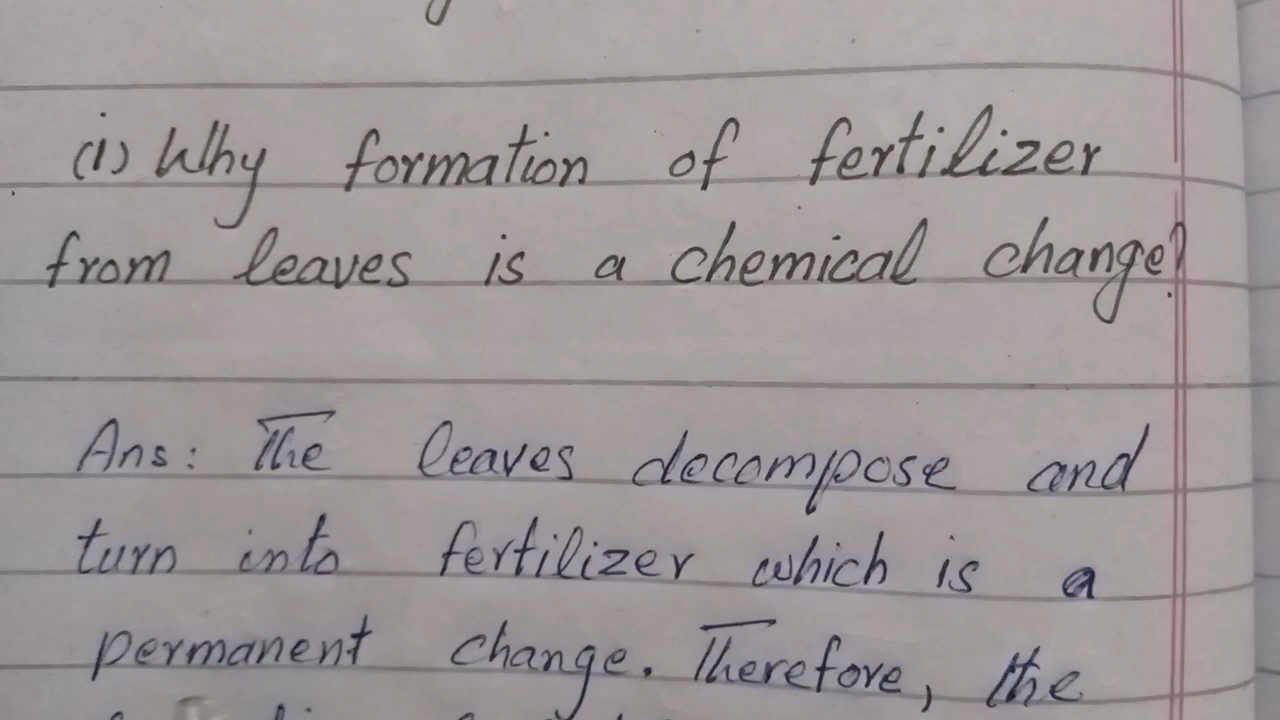 (i) Why formation of fertilizer
from leaves is a chemical change?
Ans: The leaves decompose and
turn into fertilizer which is a
permanent change. Therefore, the